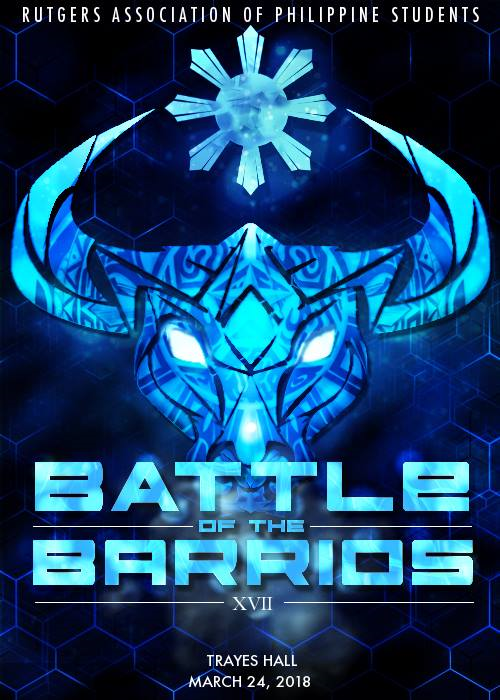 RUTGERS ASSOCIATION OF PHILIPPINE STUDENTS
BATTLE
OF THE
BARRIOS
XVII
TRAYES HALL
MARCH 24, 2018